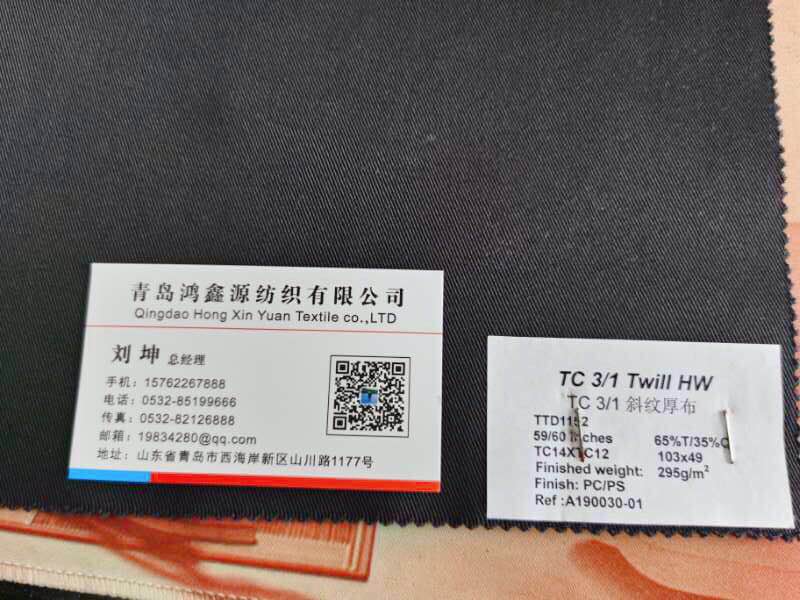 青岛鸿鑫源纺织有限公司
Qingdao Hong Xin Yuan Textile co.,LTD
刘 坤 总经理
手机：15762267888
电话：0532-85199666
传真：0532-82126888
邮箱：19834280@qq.com
地址：山东省青岛市西海岸新区山川路1177号
TC 3/1 Twill HW
TC 3/1 斜纹厚布
TTD1152
59/60 Inches 65%T/35%C
TC14XTC12 103x49
Finished weight: 295g/m²
Finish: PC/PS
Ref :A190030-01